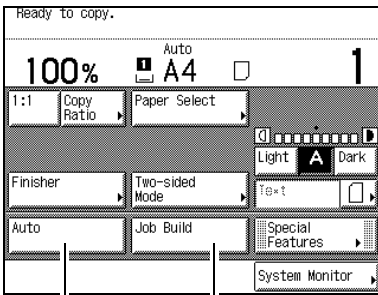 Ready to copy.
Auto
100% 1 A4 1
1:1 Copy Ratio Paper Select
Light A Dark
Finisher Two-sided Mode Text
Auto Job Build Special Features
System Monitor